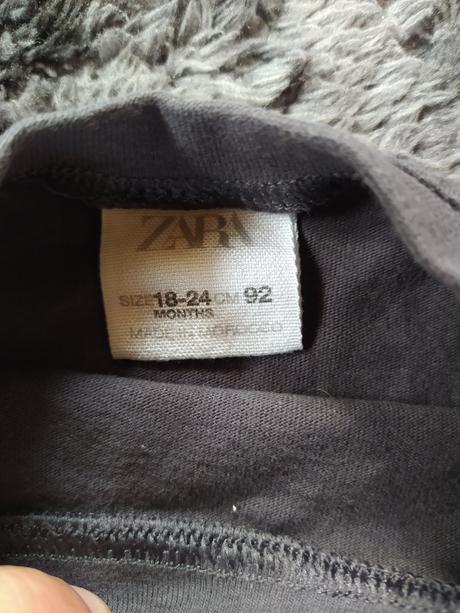 ZARA
SIZE 18-24 CM 92
MONTHS
MADE IN MOROCCO